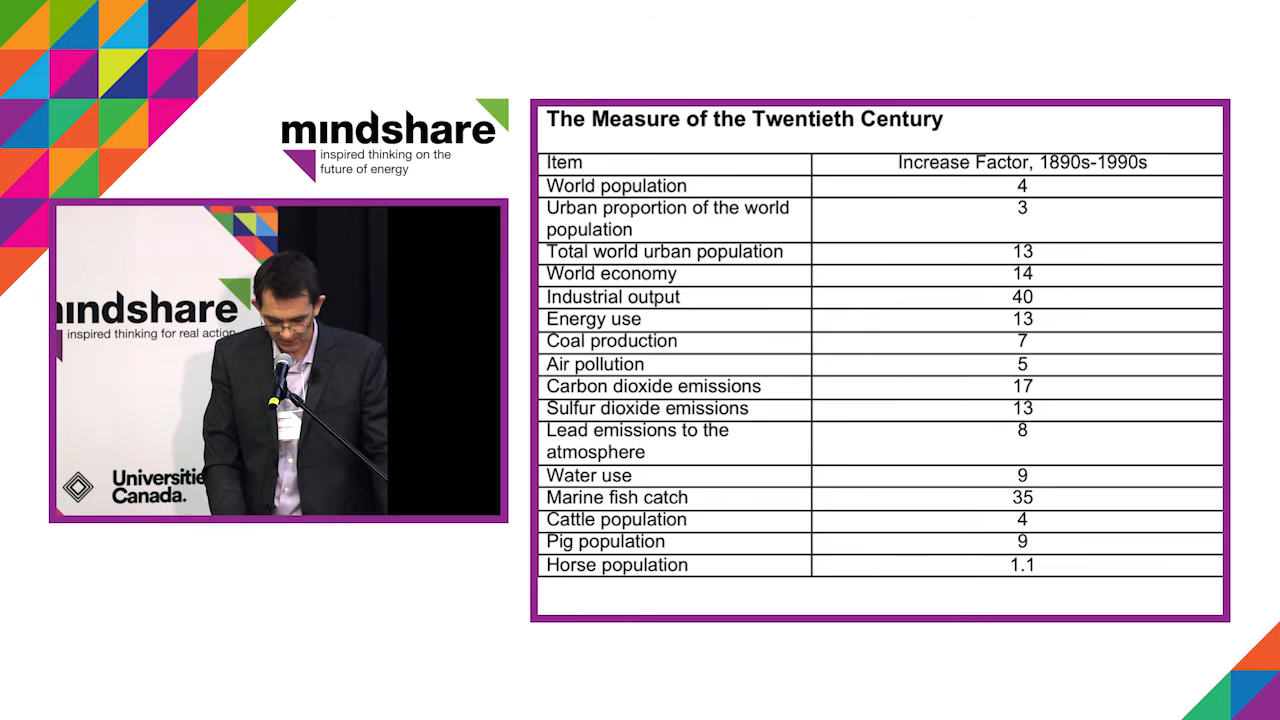 mindshare
inspired thinking on the
future of energy
mindshare
inspired thinking for real action
Universitie
Canada.
The Measure of the Twentieth Century
Item Increase Factor, 1890s-1990s
World population 4
Urban proportion of the world 3
population
Total world urban population 13
World economy 14
Industrial output 40
Energy use 13
Coal production 7
Air pollution 5
Carbon dioxide emissions 17
Sulfur dioxide emissions 13
Lead emissions to the 8
atmosphere
Water use 9
Marine fish catch 35
Cattle population 4
Pig population 9
Horse population 1.1